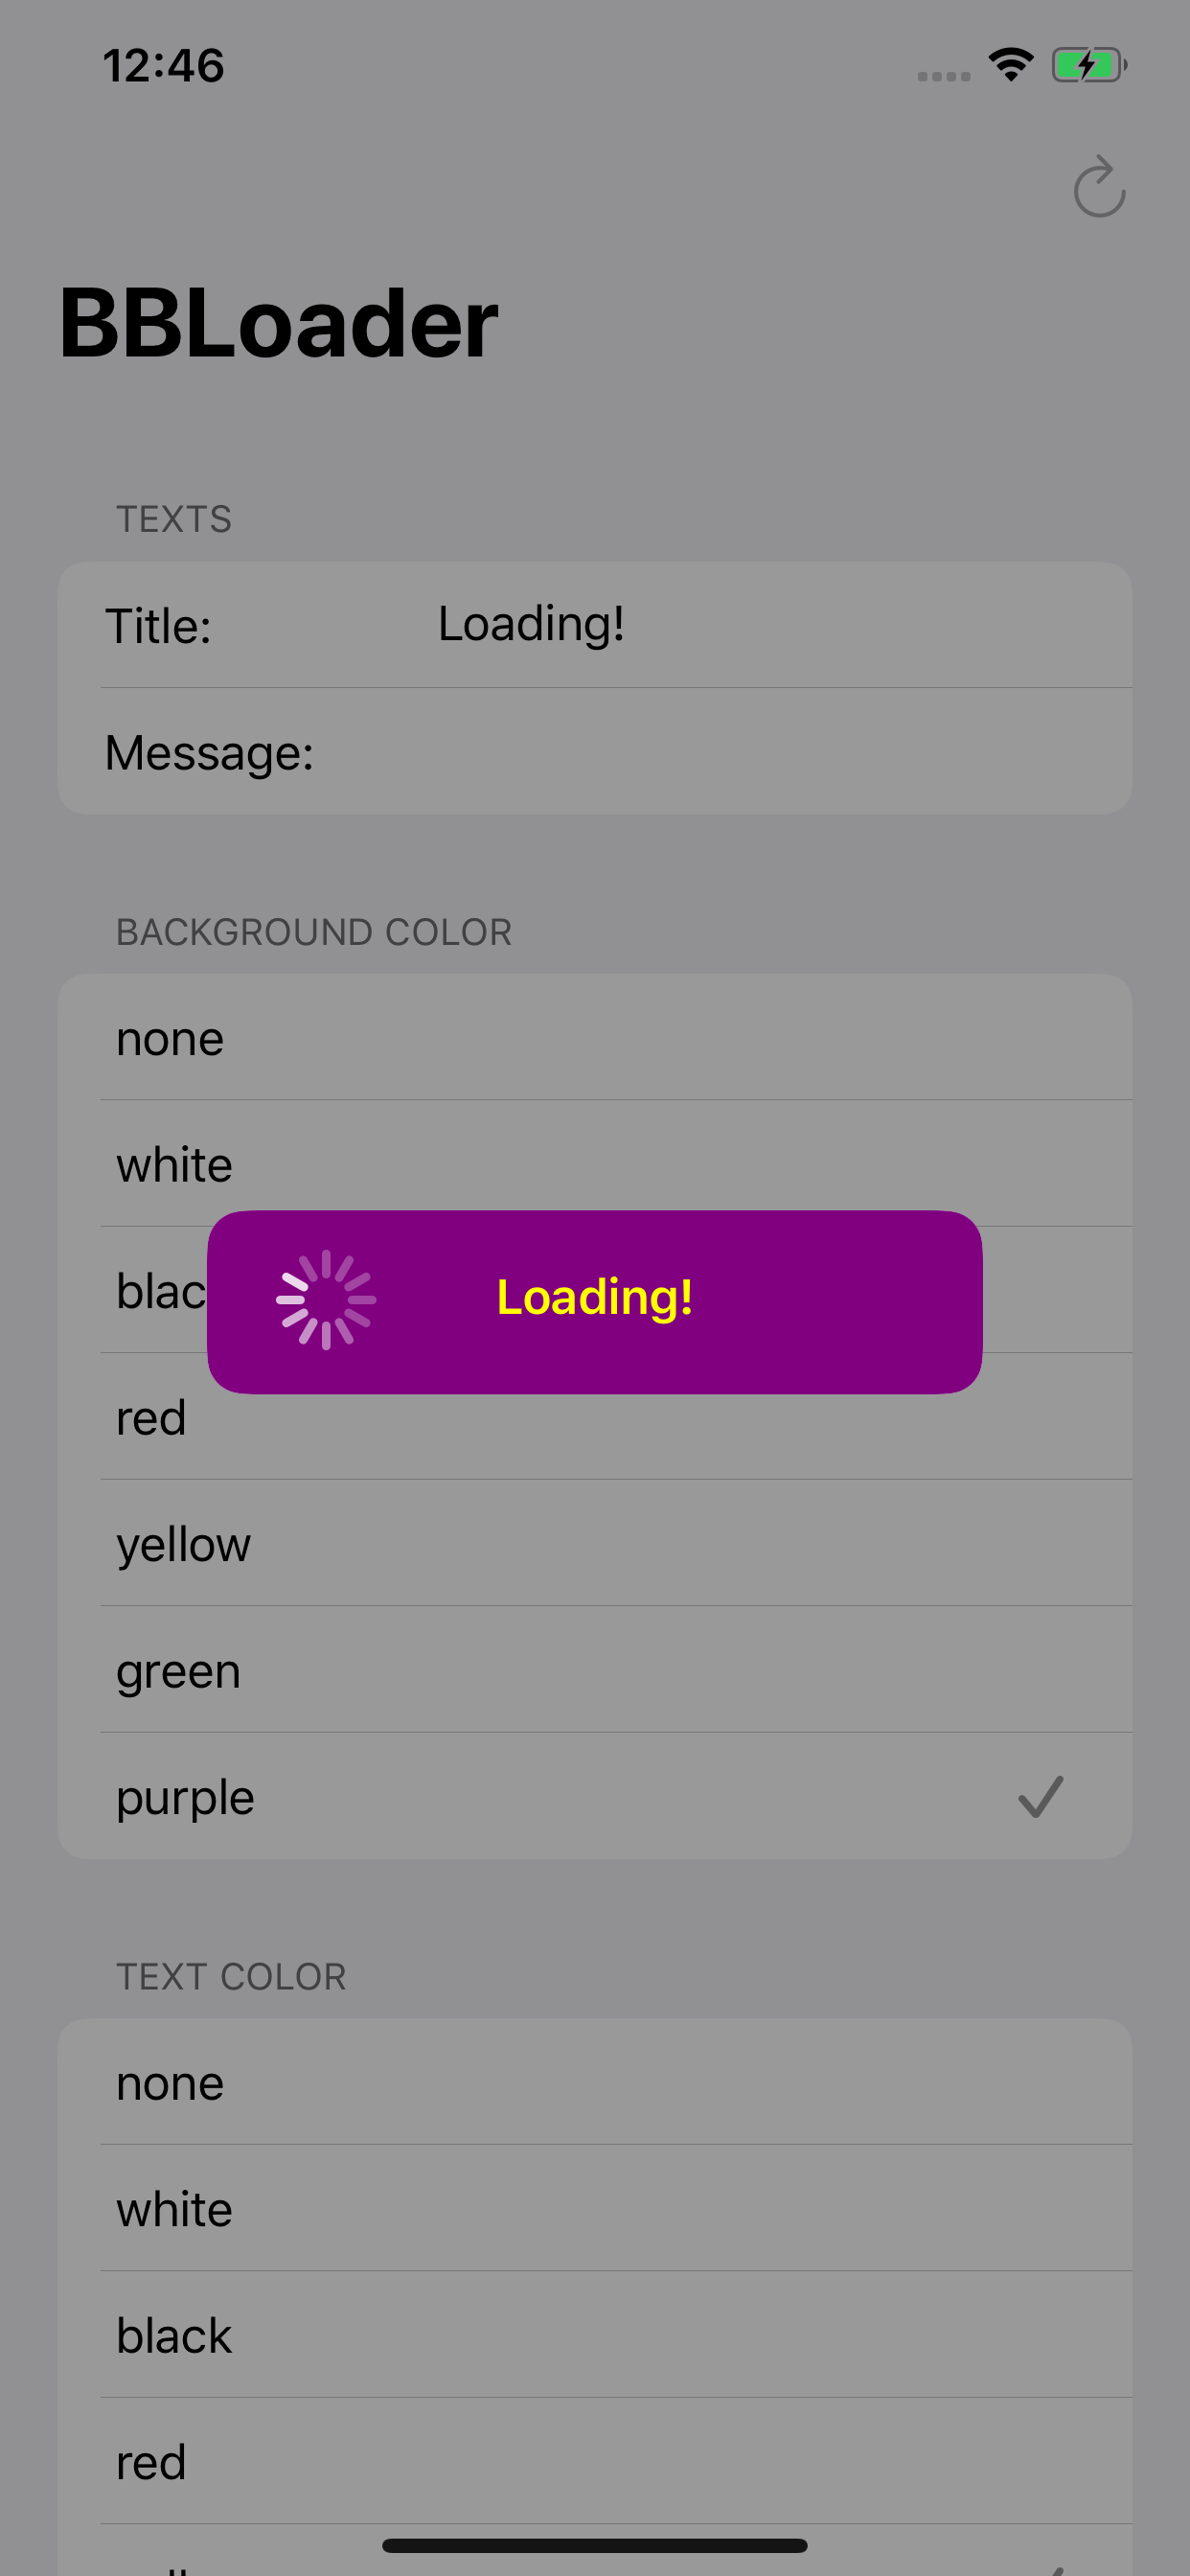 12:46
BBLoader
TEXTS
Title: Loading!
Message:
BACKGROUND COLOR
none
white
blac
Loading!
red
yellow
green
purple
TEXT COLOR
none
white
black
red